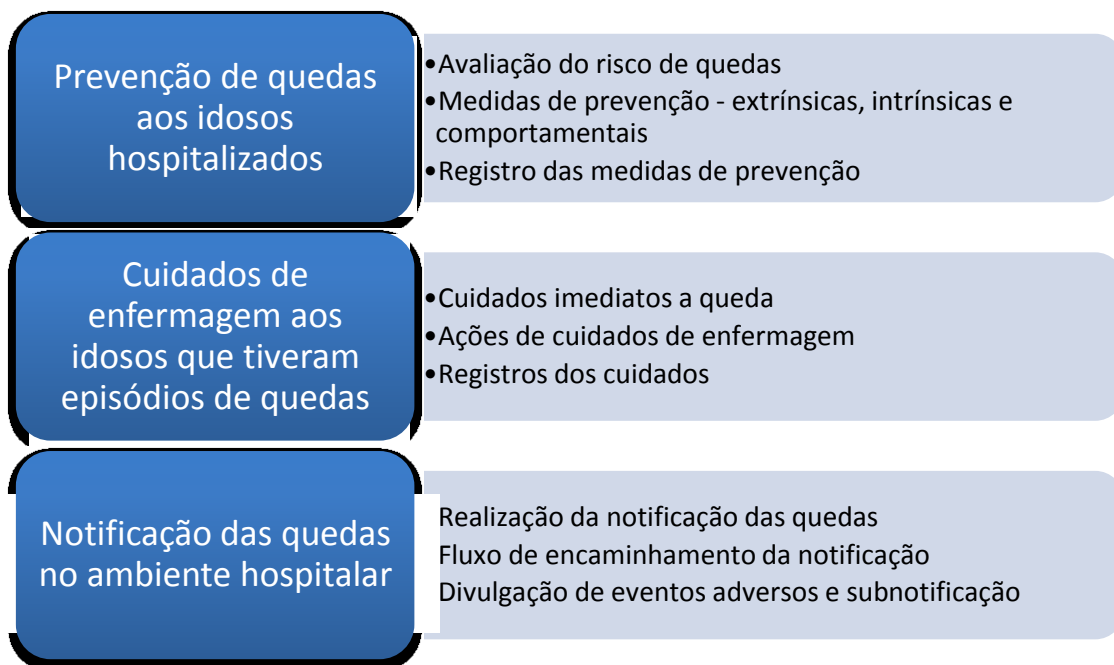 Prevenção de quedas
aos idosos
hospitalizados
•Avaliação do risco de quedas
•Medidas de prevenção - extrínsicas, intrínsicas e
comportamentais
•Registro das medidas de prevenção
Cuidados de
enfermagem aos
idosos que tiveram
episódios de quedas
•Cuidados imediatos a queda
•Ações de cuidados de enfermagem
•Registros dos cuidados
Notificação das quedas
no ambiente hospitalar
Realização da notificação das quedas
Fluxo de encaminhamento da notificação
Divulgação de eventos adversos e subnotificação